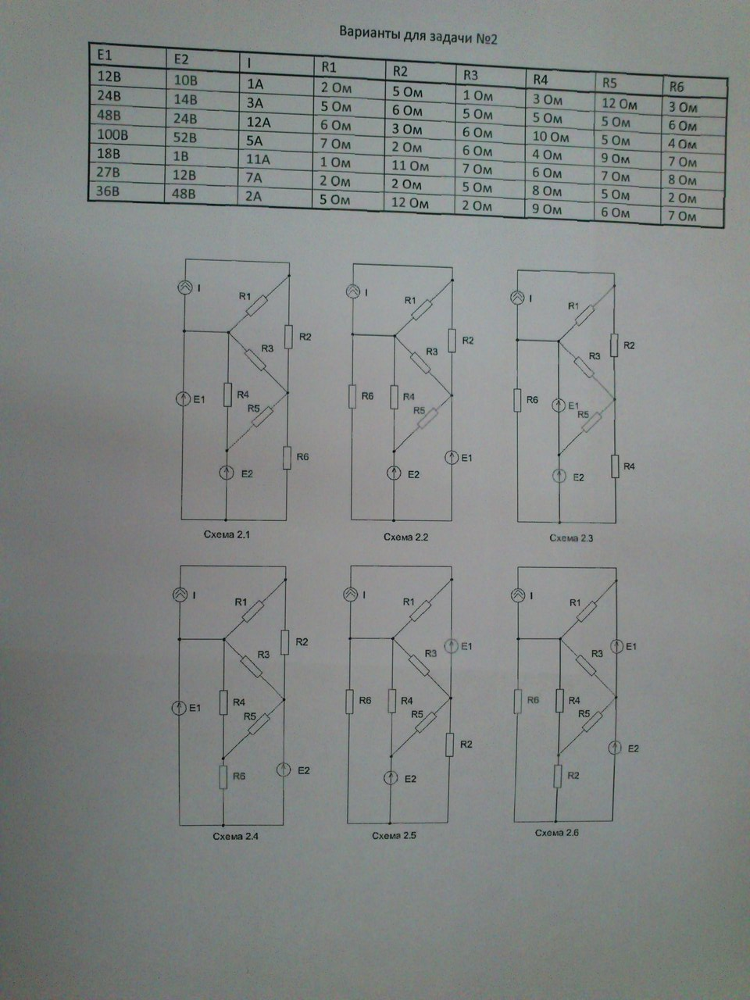 Варианты для задачи №2
E1 E2 I R1 R2 R3 R4 R5 R6
12В 10В 1А 2 Ом 5 Ом 1 Ом 3 Ом 12 Ом 3 Ом
24В 14В 3А 5 Ом 6 Ом 5 Ом 5 Ом 5 Ом 6 Ом
48В 24В 12А 6 Ом 3 Ом 6 Ом 10 Ом 5 Ом 4 Ом
100В 52В 5А 7 Ом 2 Ом 6 Ом 4 Ом 9 Ом 7 Ом
18В 1В 11А 1 Ом 11 Ом 7 Ом 6 Ом 7 Ом 8 Ом
27В 12В 7А 2 Ом 2 Ом 5 Ом 8 Ом 5 Ом 2 Ом
36В 48В 2А 5 Ом 12 Ом 2 Ом 9 Ом 6 Ом 7 Ом
I
R1
R2
R3
E1
R4
R5
R6
E2
Схема 2.1
I
R1
R2
R3
R6
R4
R5
E1
E2
Схема 2.2
I
R1
R2
R3
R6
E1
R5
R4
E2
Схема 2.3
I
R1
R2
R3
E1
R4
R5
R6
E2
Схема 2.4
I
R1
E1
R3
R6
R4
R5
R2
E2
Схема 2.5
I
R1
E1
R3
R6
R4
R5
E2
R2
Схема 2.6